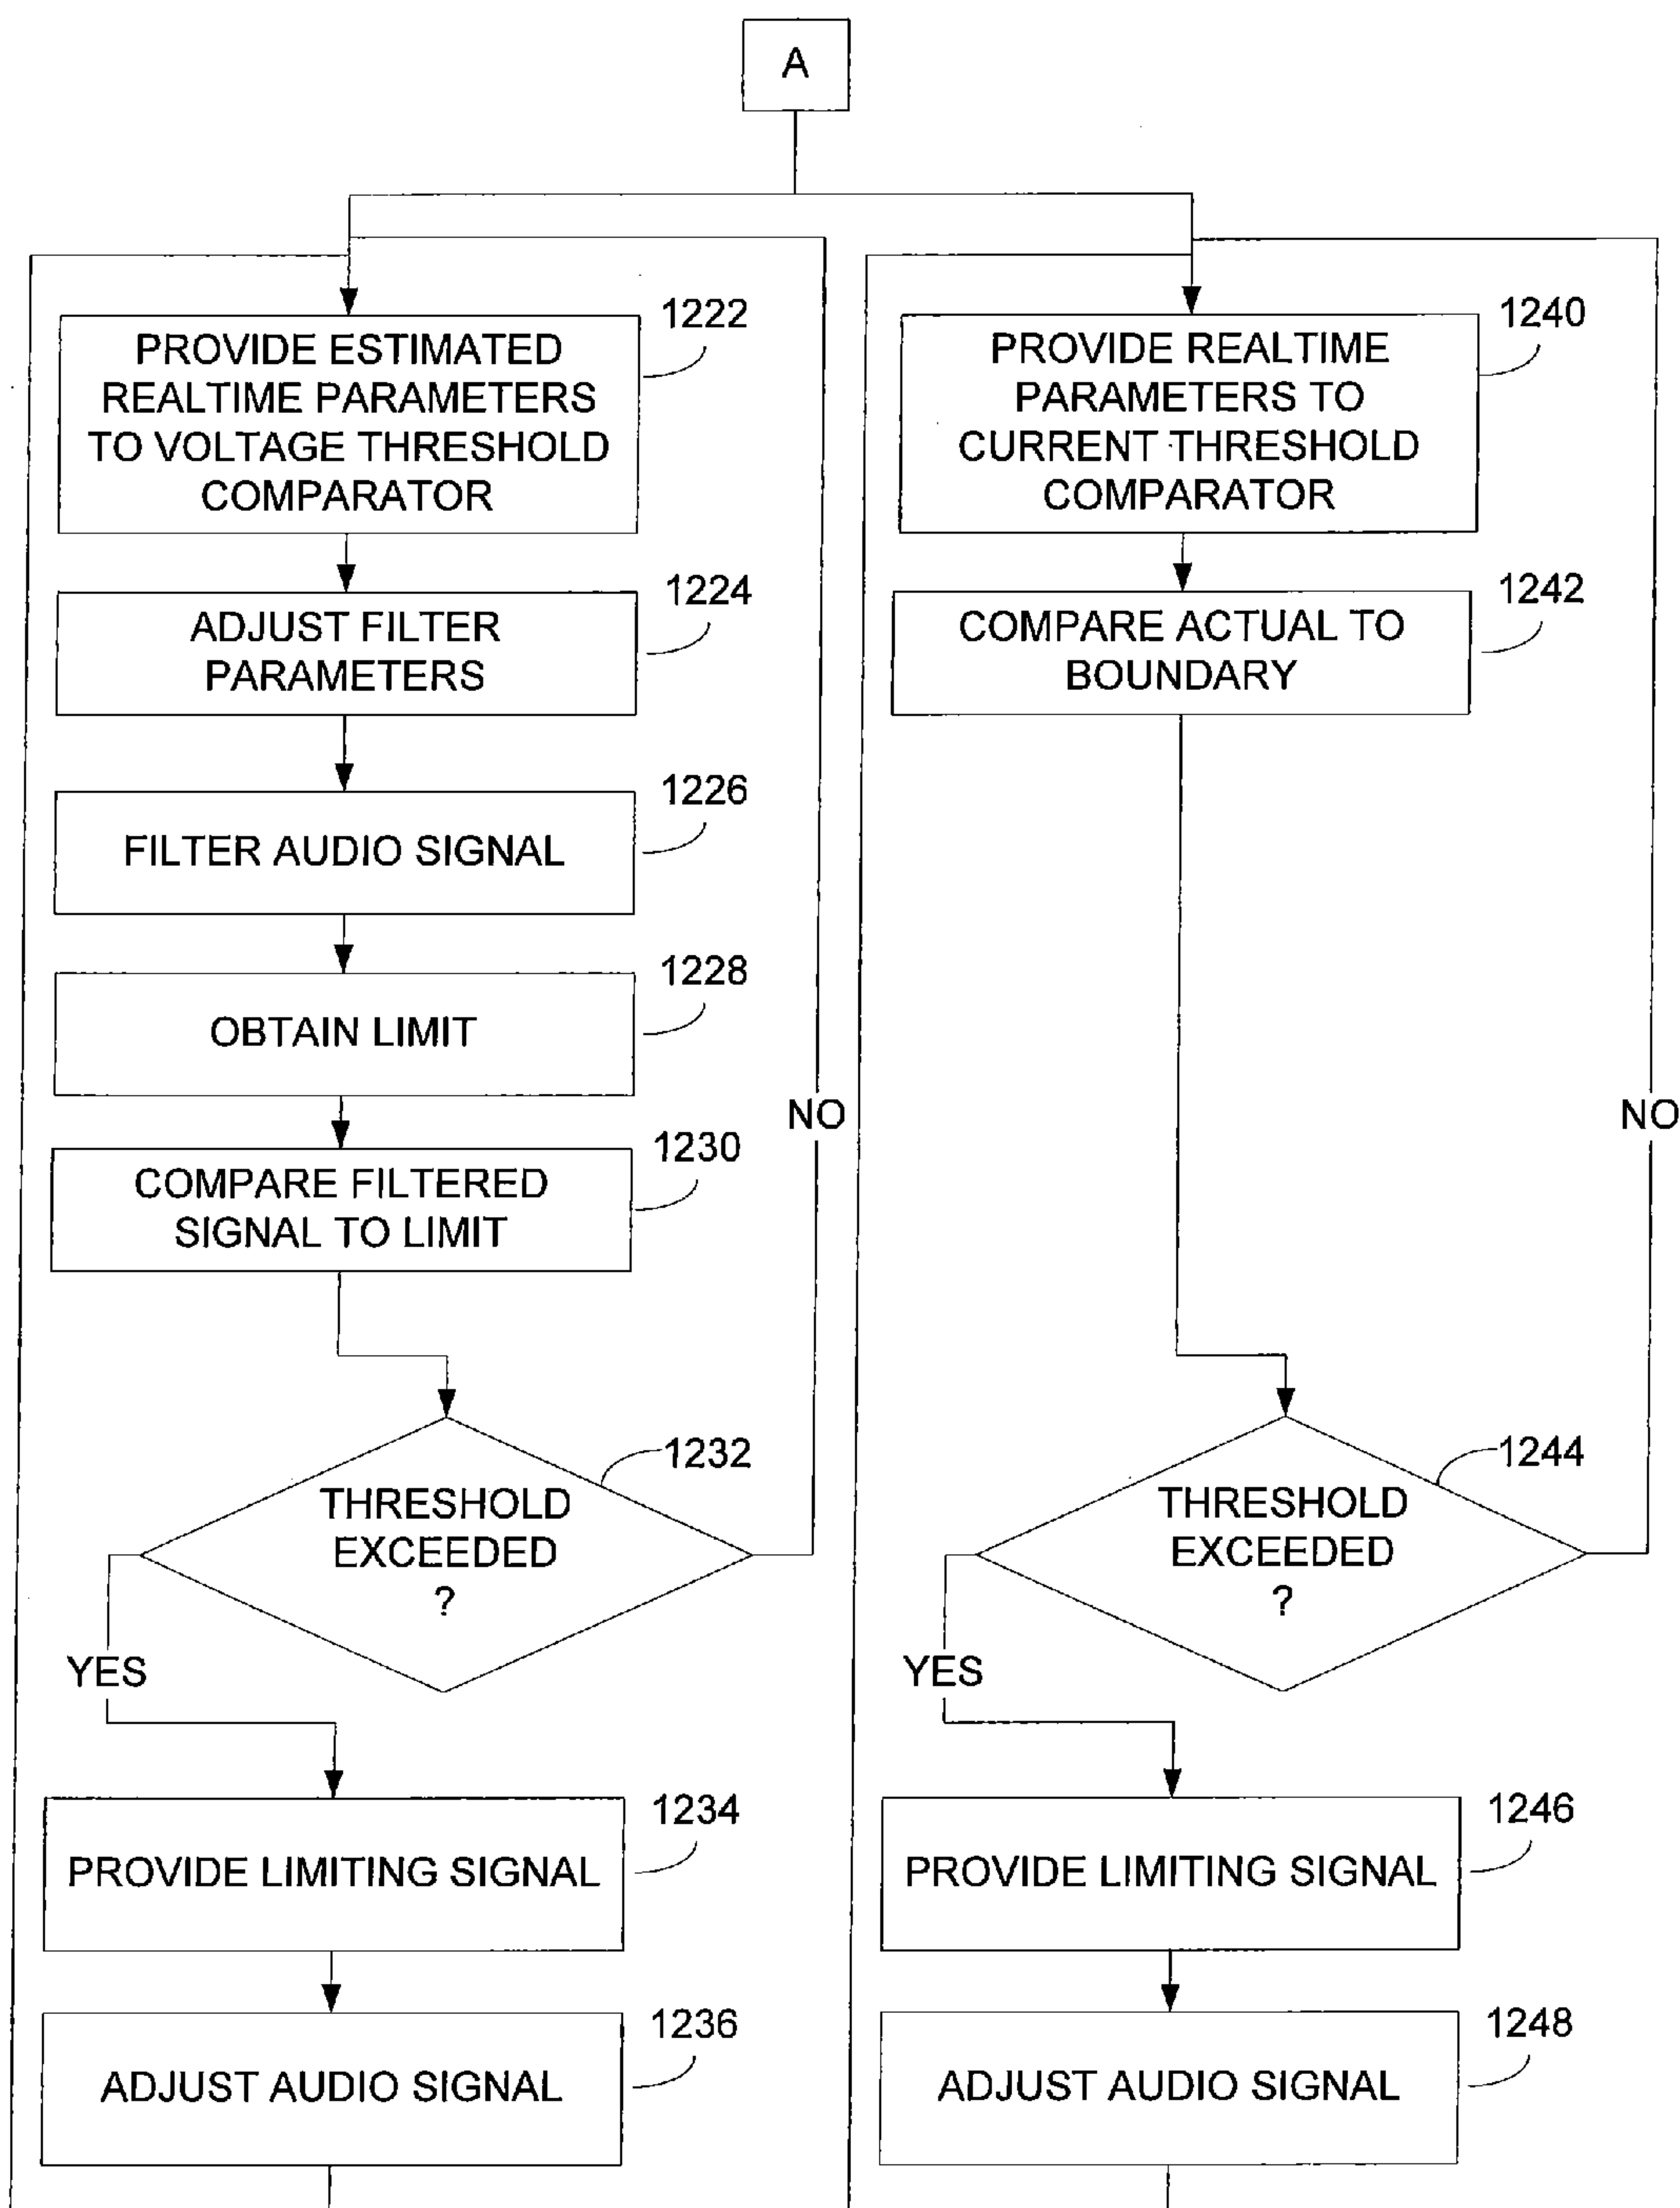 A
1222
PROVIDE ESTIMATED
REALTIME PARAMETERS
TO VOLTAGE THRESHOLD
COMPARATOR
1224
ADJUST FILTER
PARAMETERS
1226
FILTER AUDIO SIGNAL
1228
OBTAIN LIMIT
NO
1230
COMPARE FILTERED
SIGNAL TO LIMIT
1232
THRESHOLD
EXCEEDED
?
YES
1234
PROVIDE LIMITING SIGNAL
1236
ADJUST AUDIO SIGNAL
1240
PROVIDE REALTIME
PARAMETERS TO
CURRENT THRESHOLD
COMPARATOR
1242
COMPARE ACTUAL TO
BOUNDARY
NO
1244
THRESHOLD
EXCEEDED
?
YES
1246
PROVIDE LIMITING SIGNAL
1248
ADJUST AUDIO SIGNAL